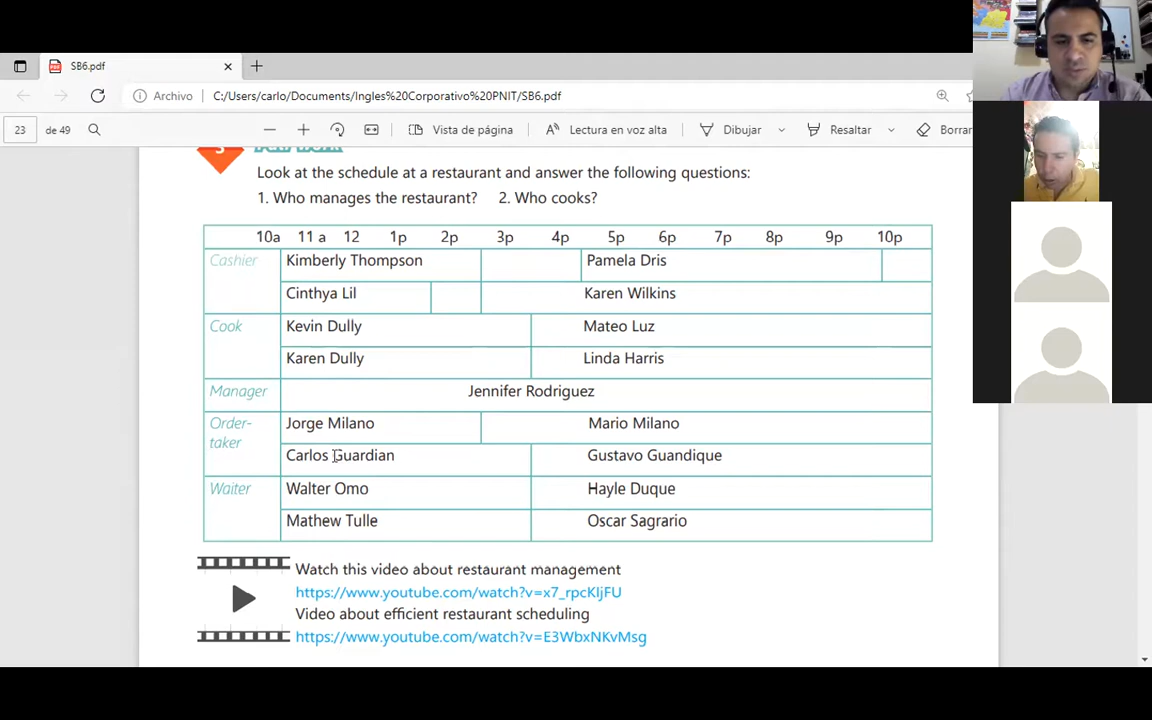 SB6.pdf
Archivo C:/Users/carlo/Documents/Ingles%20Corporativo%20PNIT/SB6.pdf
23 de 49 Vista de página Lectura en voz alta Dibujar Resaltar Borrar
Look at the schedule at a restaurant and answer the following questions:
1. Who manages the restaurant? 2. Who cooks?
10a 11 a 12 1p 2p 3p 4p 5p 6p 7p 8p 9p 10p
Cashier Kimberly Thompson Pamela Dris
Cinthya Lil Karen Wilkins
Cook Kevin Dully Mateo Luz
Karen Dully Linda Harris
Manager Jennifer Rodriguez
Order-
taker
Jorge Milano Mario Milano
Carlos Guardian Gustavo Guandique
Waiter Walter Omo Hayle Duque
Mathew Tulle Oscar Sagrario
Watch this video about restaurant management
https://www.youtube.com/watch?v=x7_rpcKljFU
Video about efficient restaurant scheduling
https://www.youtube.com/watch?v=E3WbxNKvMsg